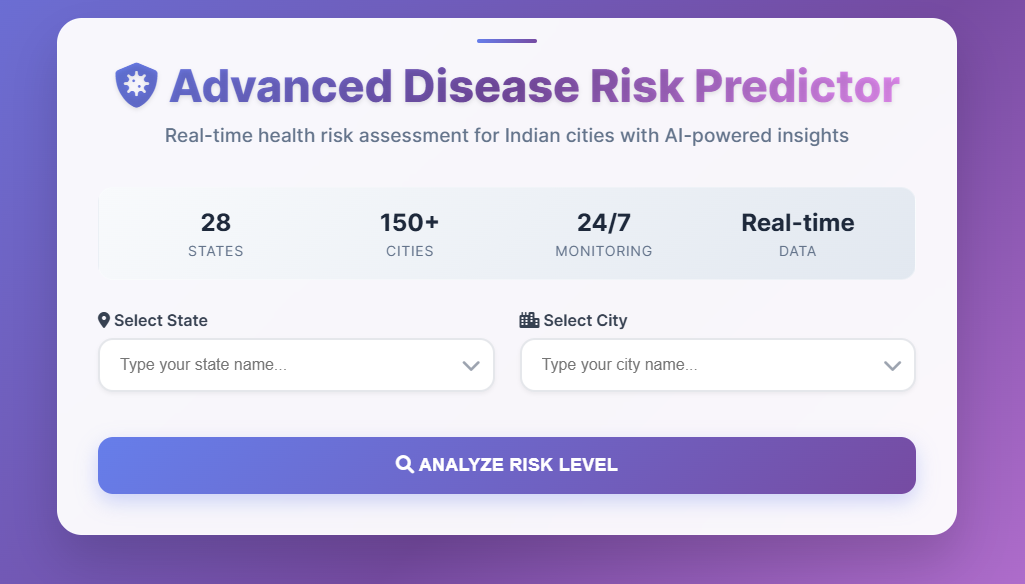 Advanced Disease Risk Predictor
Real-time health risk assessment for Indian cities with AI-powered insights
28
STATES
150+
CITIES
24/7
MONITORING
Real-time
DATA
Select State
Type your state name...
Select City
Type your city name...
ANALYZE RISK LEVEL